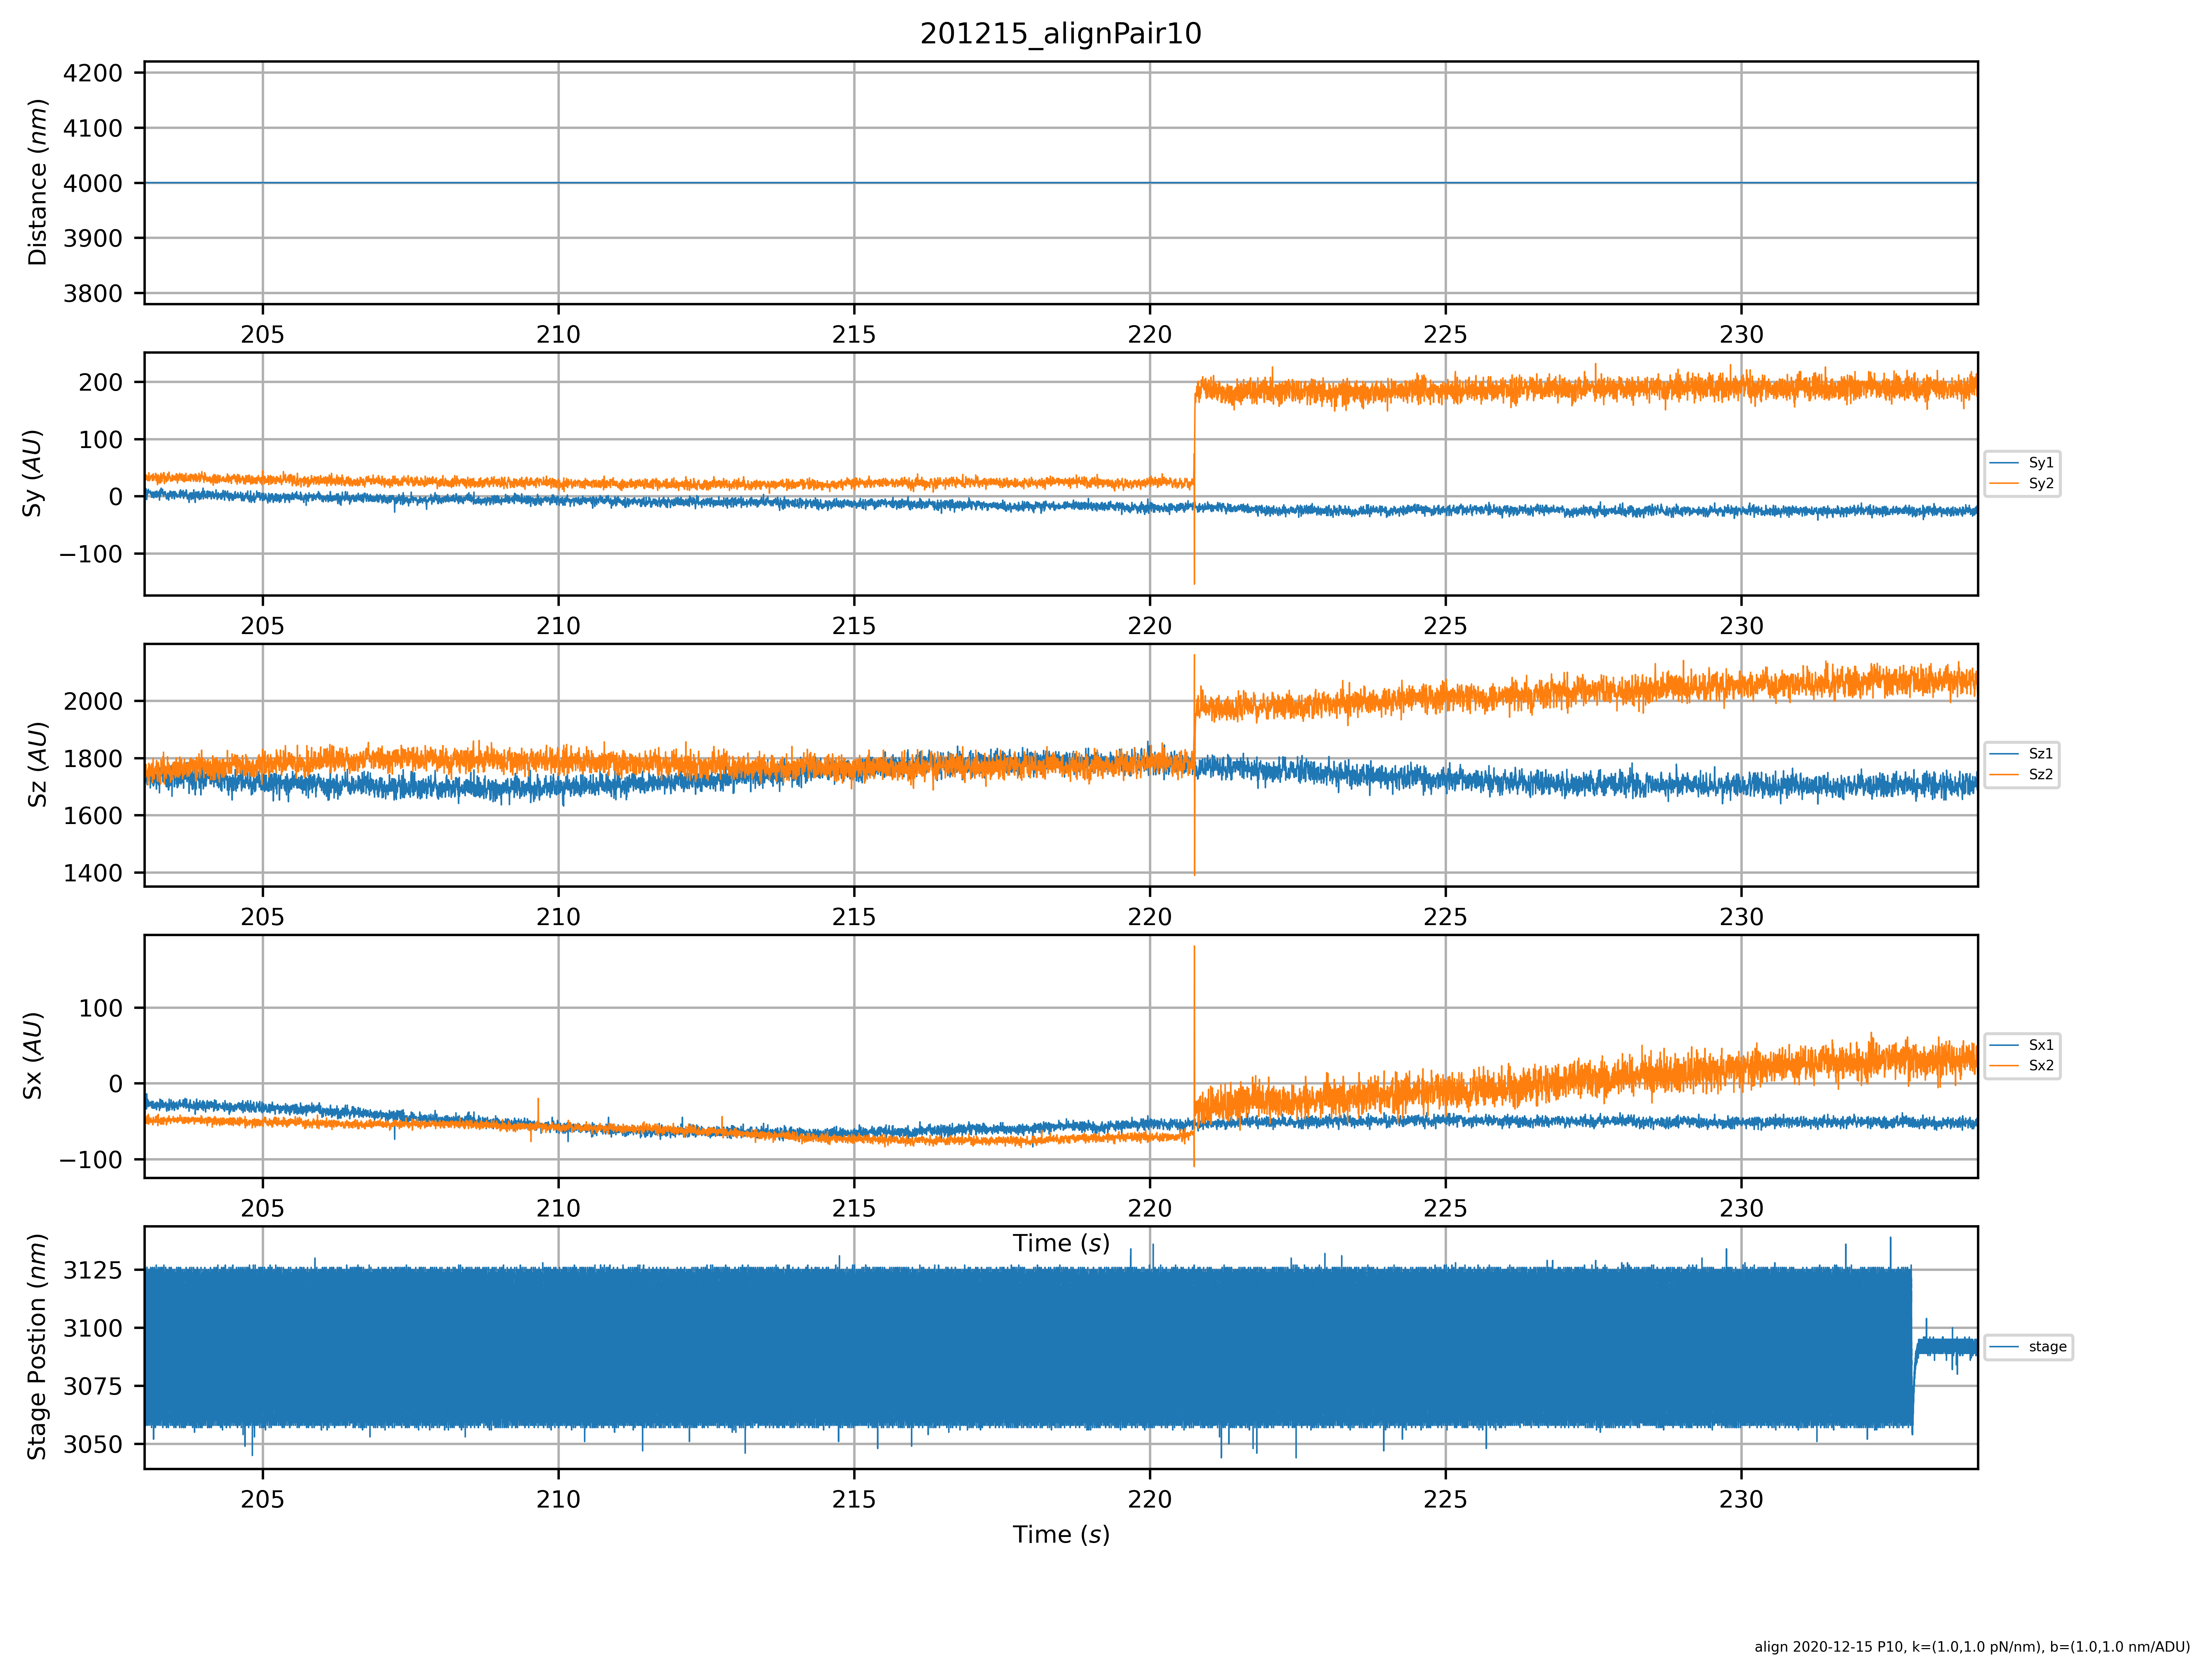 201215_alignPair10
Distance (nm)
4200
4100
4000
3900
3800
205 210 215 220 225 230
Sy (AU)
200
100
0
−100
Sy1
Sy2
205 210 215 220 225 230
Sz (AU)
2000
1800
1600
1400
Sz1
Sz2
205 210 215 220 225 230
Sx (AU)
100
0
−100
Sx1
Sx2
205 210 215 220 225 230
Time (s)
Stage Postion (nm)
3125
3100
3075
3050
stage
205 210 215 220 225 230
Time (s)
align 2020-12-15 P10, k=(1.0,1.0 pN/nm), b=(1.0,1.0 nm/ADU)